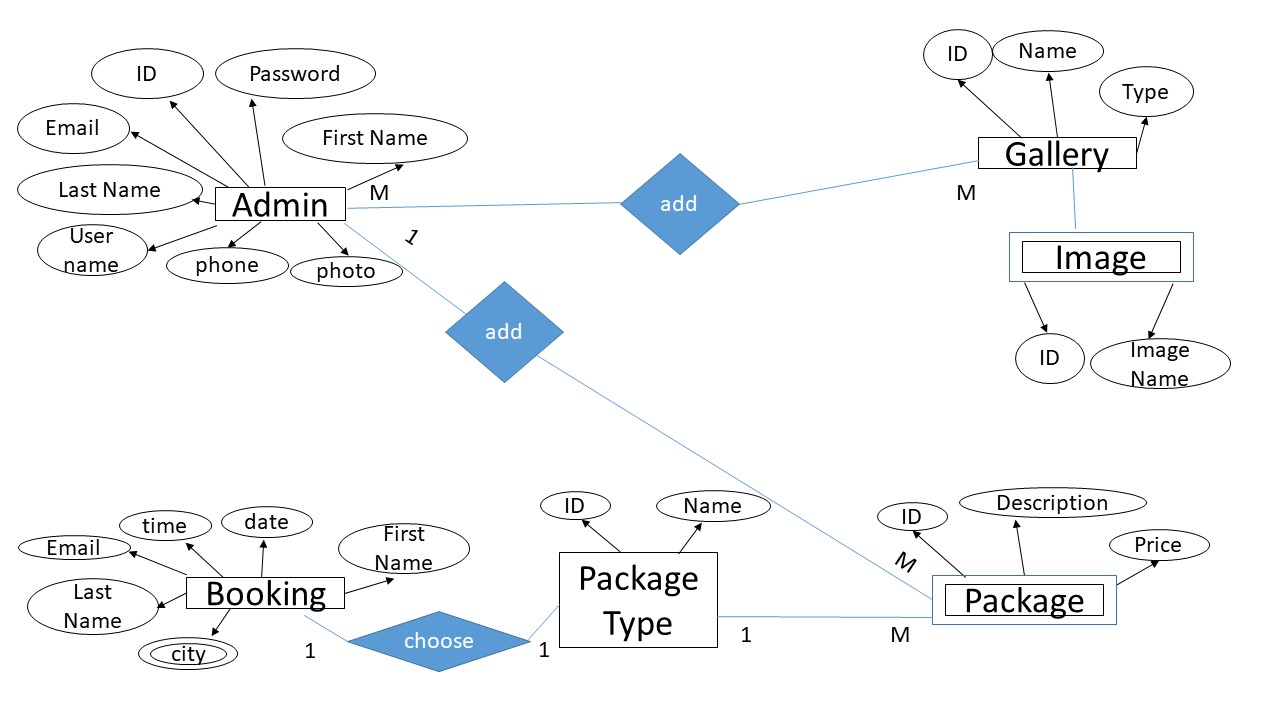 ID
Password
Email
First Name
Last Name
Admin
M
User
name
phone
photo
1
add
M
ID
Name
Type
Gallery
Image
ID
Image
Name
add
M
Email
time
date
First
Name
Last
Name
Booking
city
1
choose
1
ID
Name
Package
Type
1
M
ID
Description
Price
Package